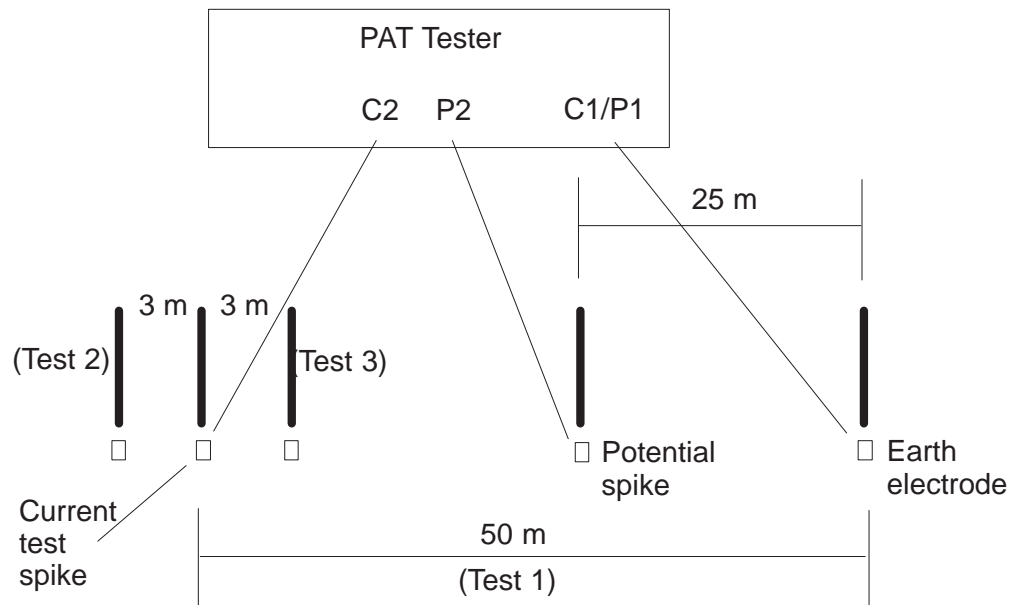 PAT Tester
C2 P2 C1/P1
25 m
3 m 3 m
(Test 2) (Test 3)
Potential
spike
Earth
electrode
Current
test
spike
50 m
(Test 1)